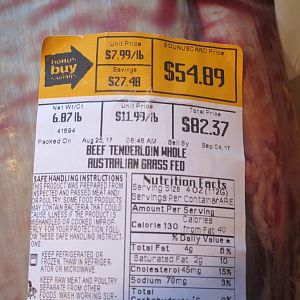 bonus
buy
savings
Unit Price
$7.99/lb
Savings
$27.48
BONUSCARD Price
$54.89
Net Wt/Ct
6.87 lb
Unit Price
$11.99/lb
Total Price
$82.37
41694
Packed On Aug 20, 17 06:46 AM Sell By Sep 04, 17
BEEF TENDERLOIN WHOLE
AUSTRALIAN GRASS FED
SAFE HANDLING INSTRUCTIONS
THIS PRODUCT WAS PREPARED FROM
INSPECTED AND PASSED MEAT AND/
OR POULTRY. SOME FOOD PRODUCTS
MAY CONTAIN BACTERIA THAT COULD
CAUSE ILLNESS IF THE PRODUCT IS
MISHANDLED OR COOKED IMPROP-
ERLY. FOR YOUR PROTECTION, FOLL-
OW THESE SAFE HANDLING INSTRUC-
TIONS.
KEEP REFRIGERATED OR
FROZEN. THAW IN REFRIGER-
ATOR OR MICROWAVE
KEEP RAW MEAT AND POULTRY
SEPARATE FROM OTHER
FOODS. WASH WORKING SUR-
Nutrition Facts
Serving Size 4 OZ (112G)
Servings Per Container
Amount Per Serving
Calories 130 from Fat 40
% Daily Value
Total Fat 4g 6%
Saturated Fat 2g 10
Cholesterol 45mg 15%
Sodium 70mg 3%
Total